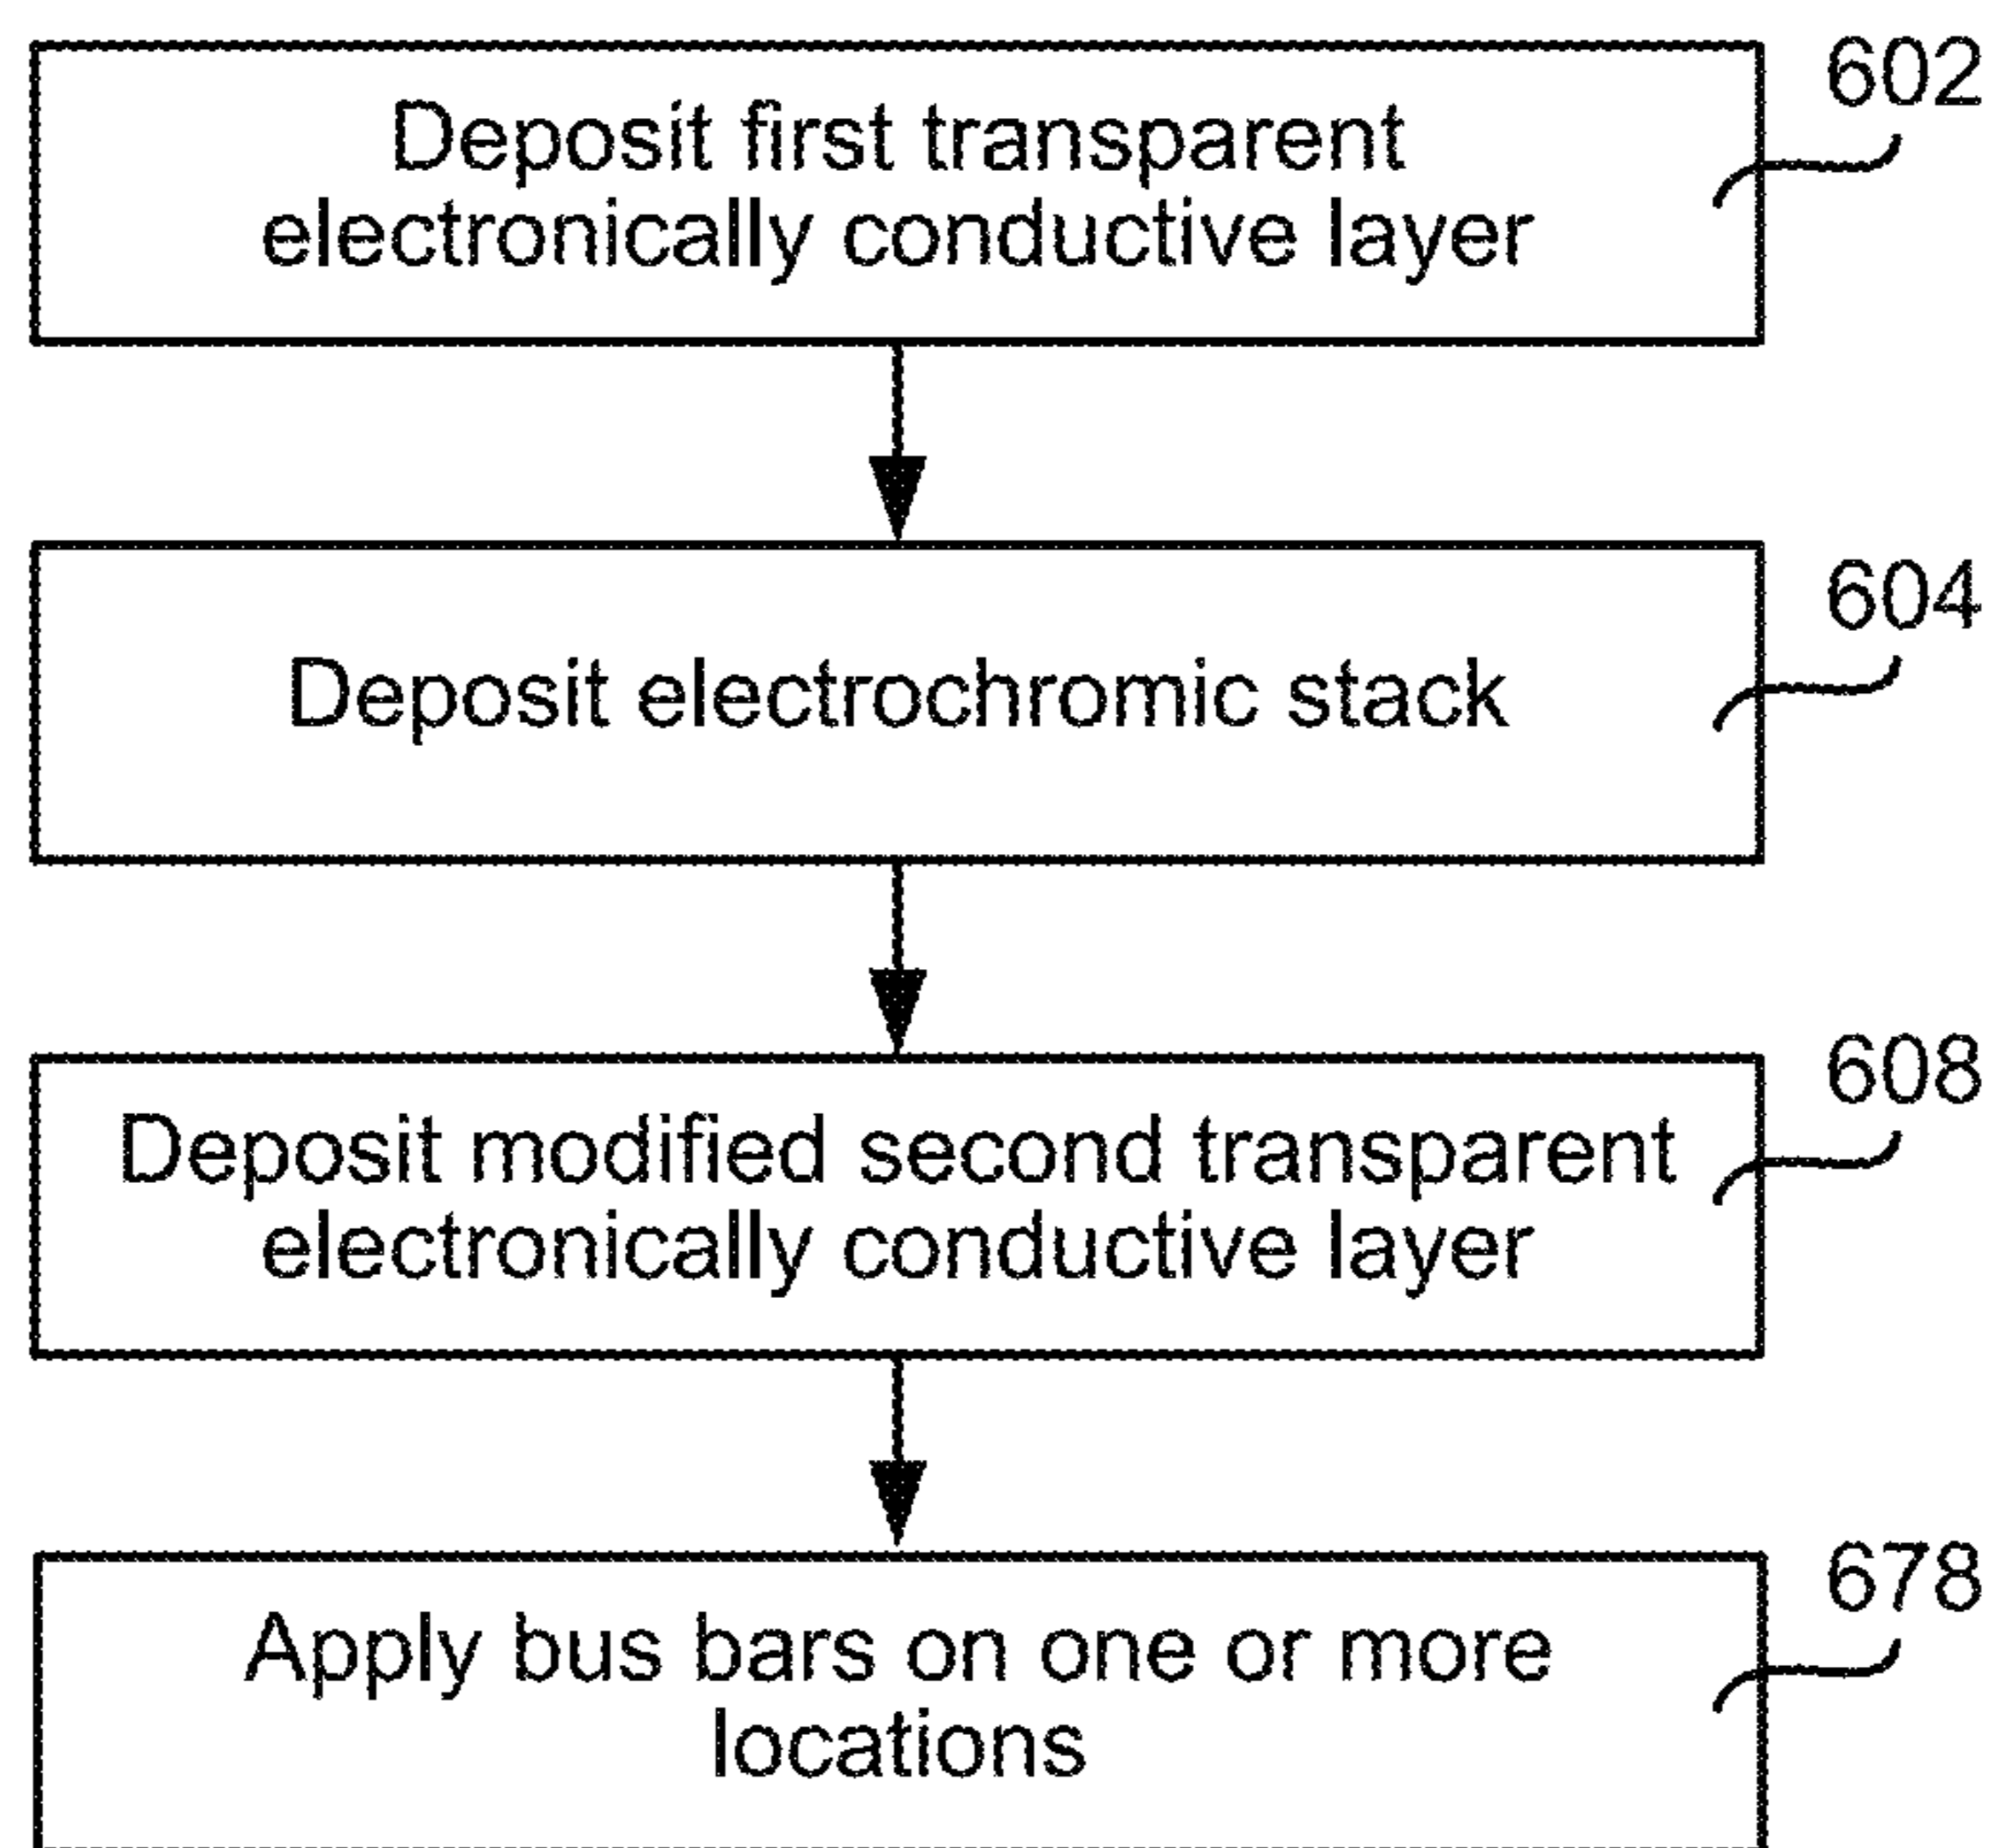 602
Deposit first transparent
electronically conductive layer
604
Deposit electrochromic stack
608
Deposit modified second transparent
electronically conductive layer
678
Apply bus bars on one or more
locations